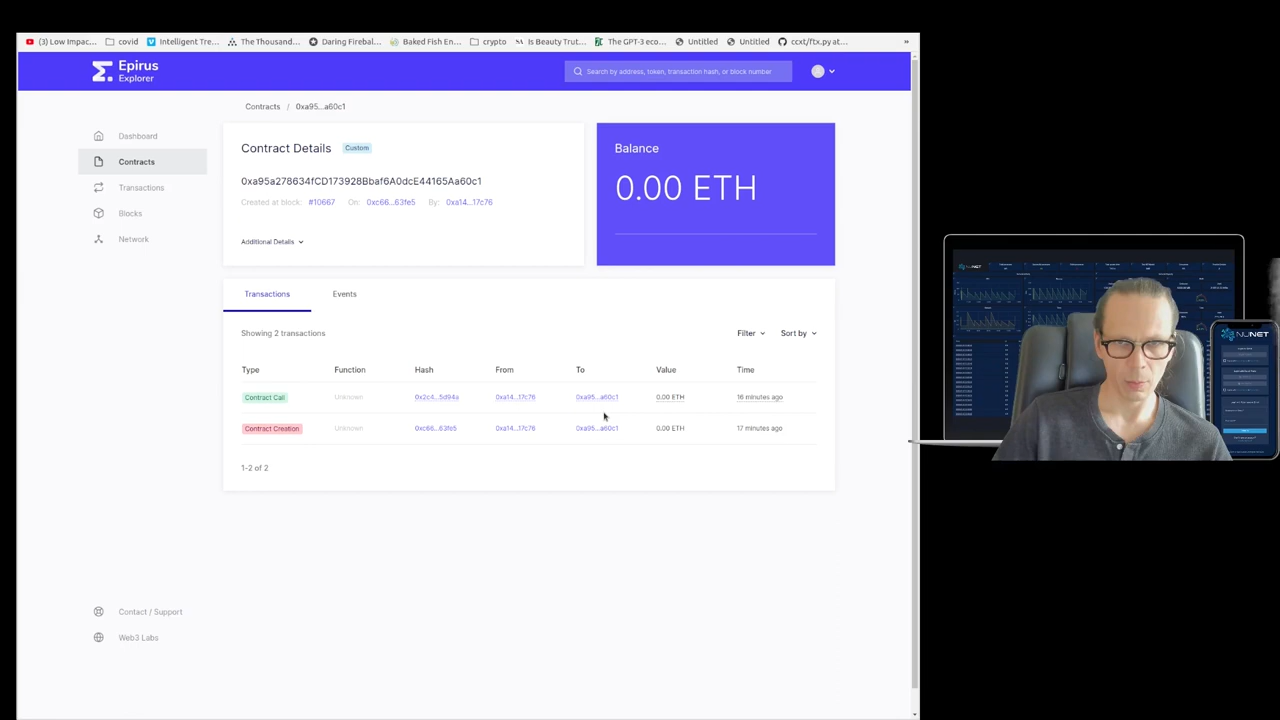 (3) Low Impac... covid Intelligent Tre... The Thousand... Daring Firebal... Baked Fish En... crypto Is Beauty Trut... The GPT-3 eco... Untitled Untitled ccxt/ftx.py at... »
Epirus
Explorer
Search by address, token, transaction hash, or block number
Contracts / 0xa95...a60c1
Dashboard
Contracts
Transactions
Blocks
Network
Contract Details Custom
0xa95a278634fCD173928Bbaf6A0dcE44165Aa60c1
Created at block: #10667 On: 0xc66...63fe5 By: 0xa14...17c76
Additional Details
Balance
0.00 ETH
Transactions Events
Showing 2 transactions
Filter Sort by
Type Function Hash From To Value Time
Contract Call Unknown 0x2c4...5d94a 0xa14...17c76 0xa95...a60c1 0.00 ETH 16 minutes ago
Contract Creation Unknown 0xc66...63fe5 0xa14...17c76 0xa95...a60c1 0.00 ETH 17 minutes ago
1-2 of 2
Contact / Support
Web3 Labs
NUNET
NUNET